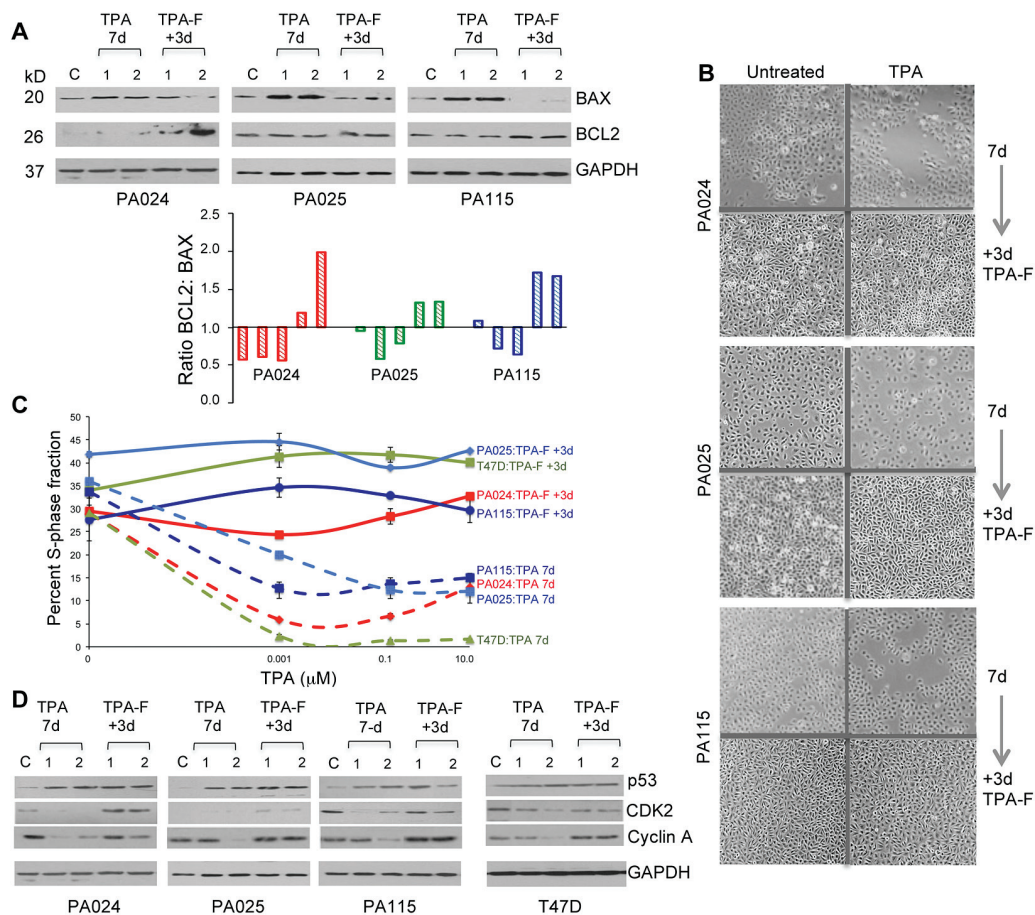 A
TPA 7d TPA-F +3d TPA 7d TPA-F +3d TPA 7d TPA-F +3d
kD C 1 2 1 2 C 1 2 1 2 C 1 2 1 2
20 BAX
26 BCL2
37 GAPDH
PA024 PA025 PA115
Ratio BCL2: BAX
2.5
2.0
1.5
1.0
0.5
0.0
PA024 PA025 PA115
B
Untreated TPA
PA024
7d
+3d
TPA-F
PA025
7d
+3d
TPA-F
PA115
7d
+3d
TPA-F
C
Percent S-phase fraction
50
45
40
35
30
25
20
15
10
5
0
PA025:TPA-F +3d
T47D:TPA-F +3d
PA024:TPA-F +3d
PA115:TPA-F +3d
PA115:TPA 7d
PA024:TPA 7d
PA025:TPA 7d
T47D:TPA 7d
0 0.001 0.1 10.0
TPA (μM)
D
TPA 7d TPA-F +3d TPA 7d TPA-F +3d TPA 7-d TPA-F +3d TPA 7d TPA-F +3d
C 1 2 1 2 C 1 2 1 2 C 1 2 1 2 C 1 2 1 2
p53
CDK2
Cyclin A
GAPDH
PA024 PA025 PA115 T47D